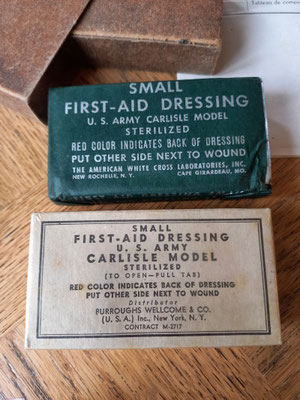 Tableau de compo
SMALL
FIRST-AID DRESSING
U. S. ARMY CARLISLE MODEL
STERILIZED
RED COLOR INDICATES BACK OF DRESSING
PUT OTHER SIDE NEXT TO WOUND
THE AMERICAN WHITE CROSS LABORATORIES, INC.
NEW ROCHELLE, N. Y. CAPE GIRARDEAU, MO.
SMALL
FIRST-AID DRESSING
U. S. ARMY
CARLISLE MODEL
STERILIZED
(TO OPEN—PULL TAB)
RED COLOR INDICATES BACK OF DRESSING
PUT OTHER SIDE NEXT TO WOUND
Distributor
BURROUGHS WELLCOME & CO.
(U. S. A.) Inc., New York, N. Y.
CONTRACT M-2717